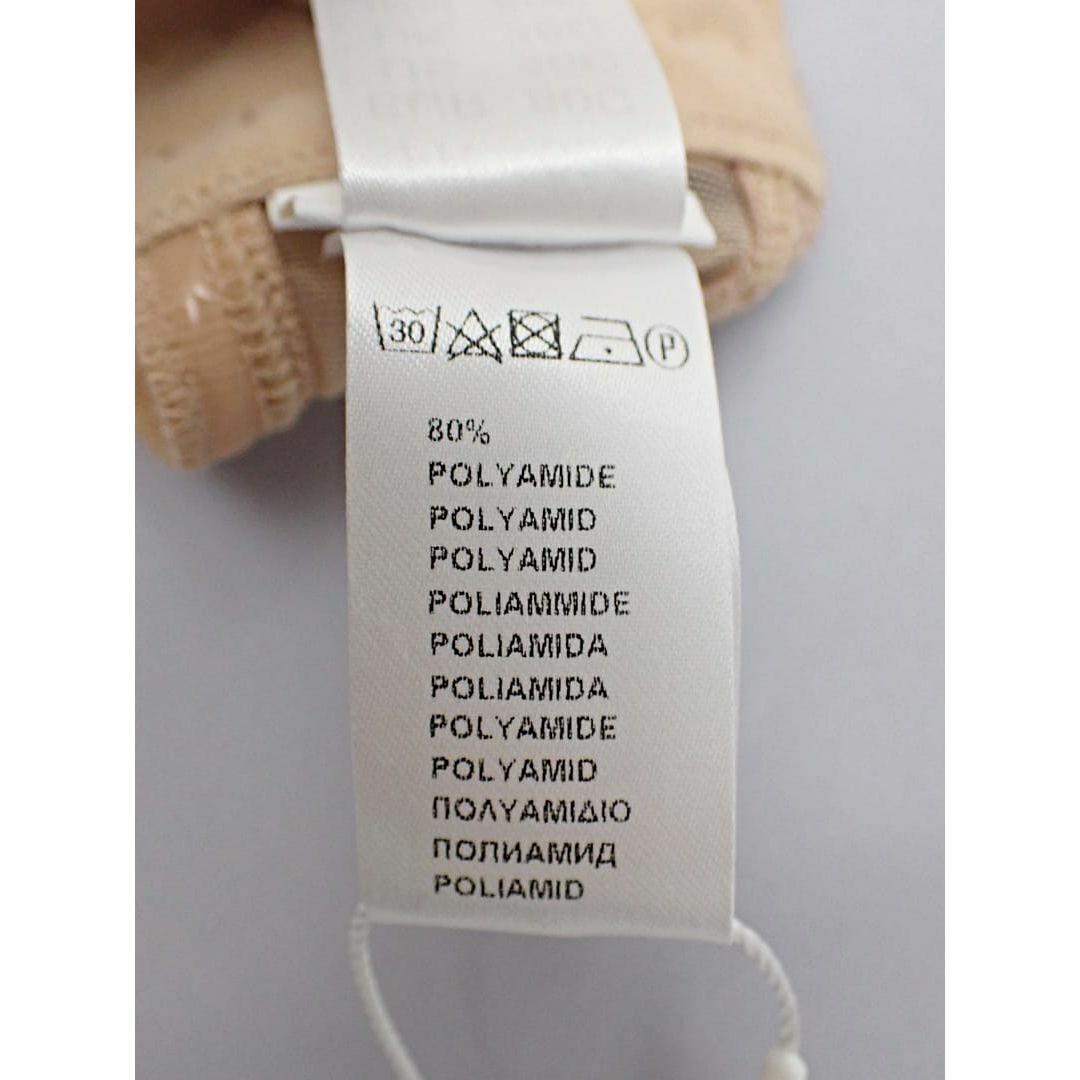 30 P
80%
POLYAMIDE
POLYAMID
POLYAMID
POLIAMMIDE
POLIAMIDA
POLIAMIDA
POLYAMIDE
POLYAMID
ΠΟΛΥΑΜΙΔΙΟ
ПОЛИАМИД
POLIAMID